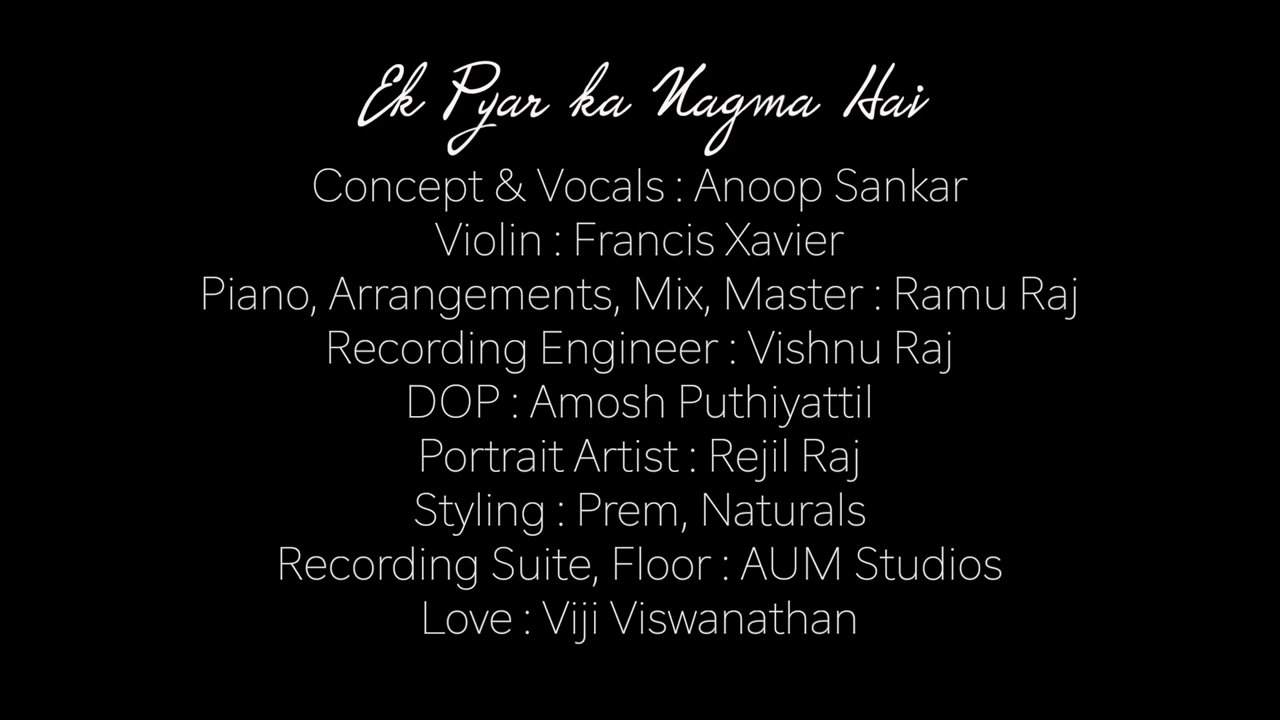 Ek Pyar ka Nagma Hai
Concept & Vocals : Anoop Sankar
Violin : Francis Xavier
Piano, Arrangements, Mix, Master : Ramu Raj
Recording Engineer : Vishnu Raj
DOP : Amosh Puthiyattil
Portrait Artist : Rejil Raj
Styling : Prem, Naturals
Recording Suite, Floor : AUM Studios
Love : Viji Viswanathan